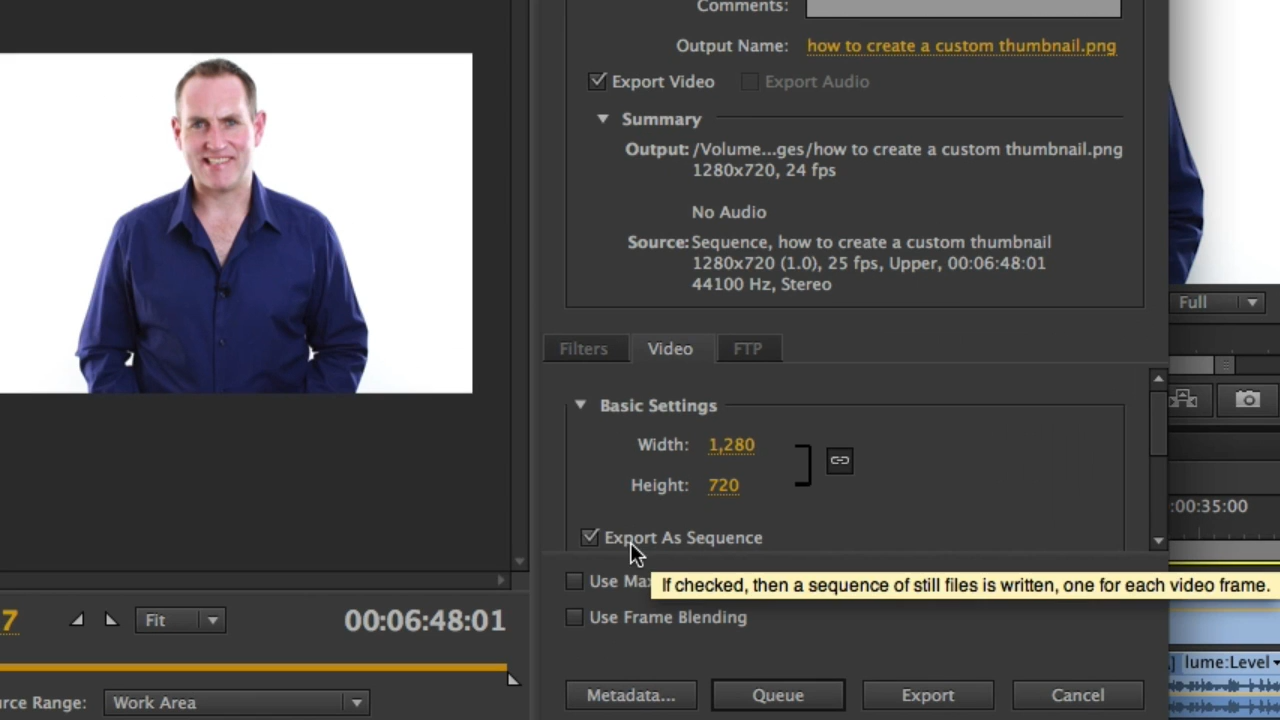 Comments:
Output Name: how to create a custom thumbnail.png
Export Video Export Audio
Summary
Output: /Volume...ges/how to create a custom thumbnail.png
1280x720, 24 fps
No Audio
Source: Sequence, how to create a custom thumbnail
1280x720 (1.0), 25 fps, Upper, 00:06:48:01
44100 Hz, Stereo
Full
Filters Video FTP
Basic Settings
Width: 1,280
Height: 720
:00:35:00
Export As Sequence
Use Ma
If checked, then a sequence of still files is written, one for each video frame.
Use Frame Blending
7 Fit 00:06:48:01
lume:Level
urce Range: Work Area
Metadata... Queue Export Cancel